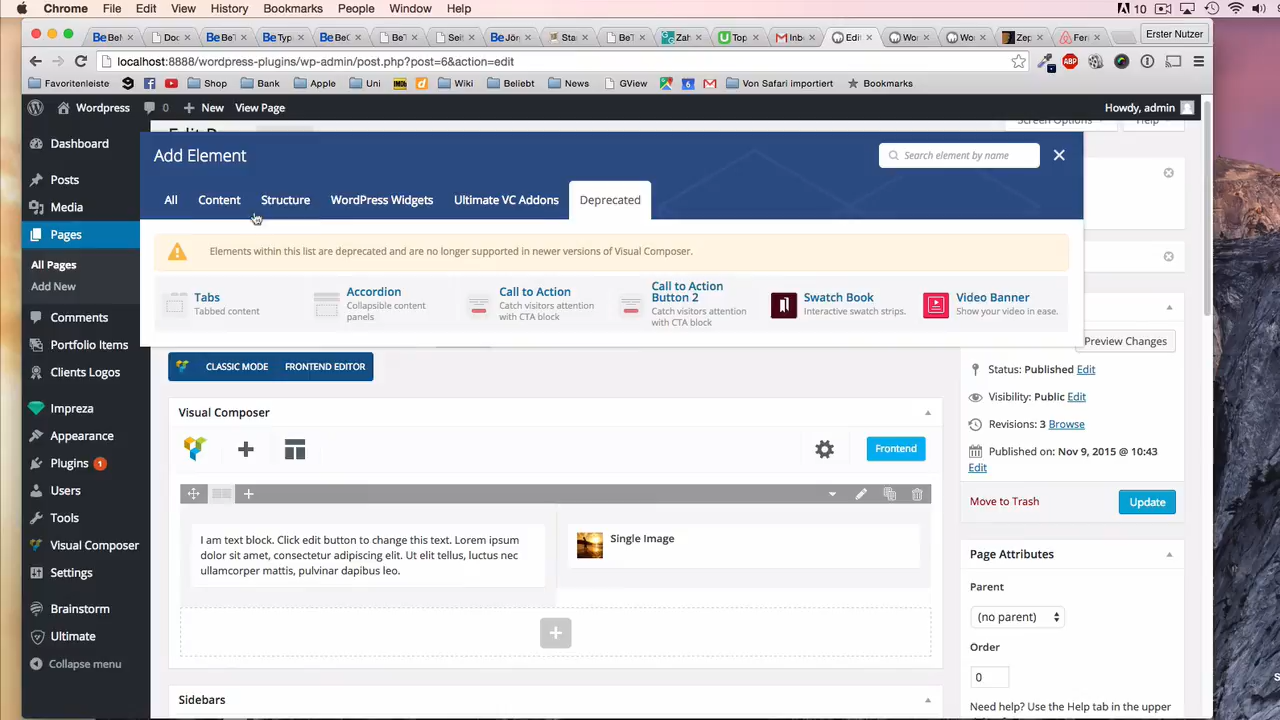 Chrome File Edit View History Bookmarks People Window Help
10
Erster Nutzer
localhost:8888/wordpress-plugins/wp-admin/post.php?post=6&action=edit
Favoritenleiste Shop Bank Apple Uni Wiki Beliebt News GView Von Safari importiert Bookmarks
Wordpress 0 New View Page Howdy, admin
Dashboard
Posts
Media
Pages
All Pages
Add New
Comments
Portfolio Items
Clients Logos
Impreza
Appearance
Plugins 1
Users
Tools
Visual Composer
Settings
Brainstorm
Ultimate
Collapse menu
Add Element
Search element by name
All Content Structure WordPress Widgets Ultimate VC Addons Deprecated
Elements within this list are deprecated and are no longer supported in newer versions of Visual Composer.
Tabs
Tabbed content
Accordion
Collapsible content
panels
Call to Action
Catch visitors attention
with CTA block
Call to Action
Button 2
Catch visitors attention
with CTA block
Swatch Book
Interactive swatch strips.
Video Banner
Show your video in ease.
CLASSIC MODE FRONTEND EDITOR
Visual Composer
Frontend
I am text block. Click edit button to change this text. Lorem ipsum
dolor sit amet, consectetur adipiscing elit. Ut elit tellus, luctus nec
ullamcorper mattis, pulvinar dapibus leo.
Single Image
Sidebars
Preview Changes
Status: Published Edit
Visibility: Public Edit
Revisions: 3 Browse
Published on: Nov 9, 2015 @ 10:43
Edit
Move to Trash Update
Page Attributes
Parent
(no parent)
Order
0
Need help? Use the Help tab in the upper